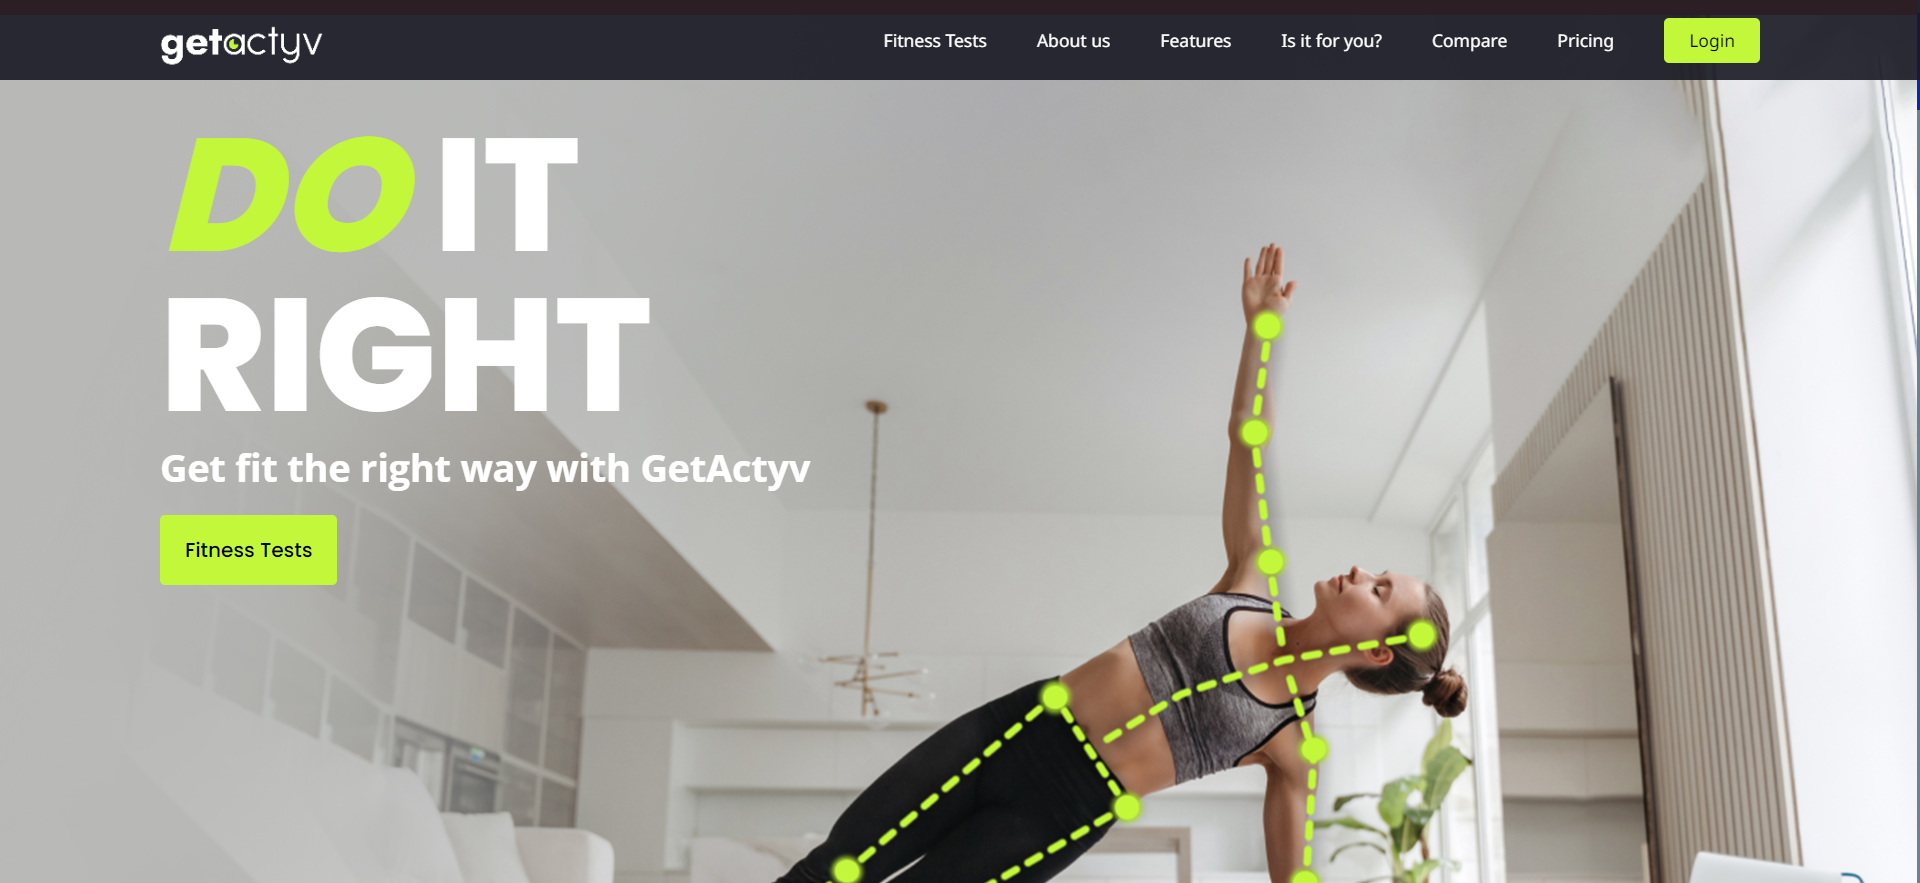 getactyv
Fitness Tests
About us
Features
Is it for you?
Compare
Pricing
Login
DO IT
RIGHT
Get fit the right way with GetActyv
Fitness Tests